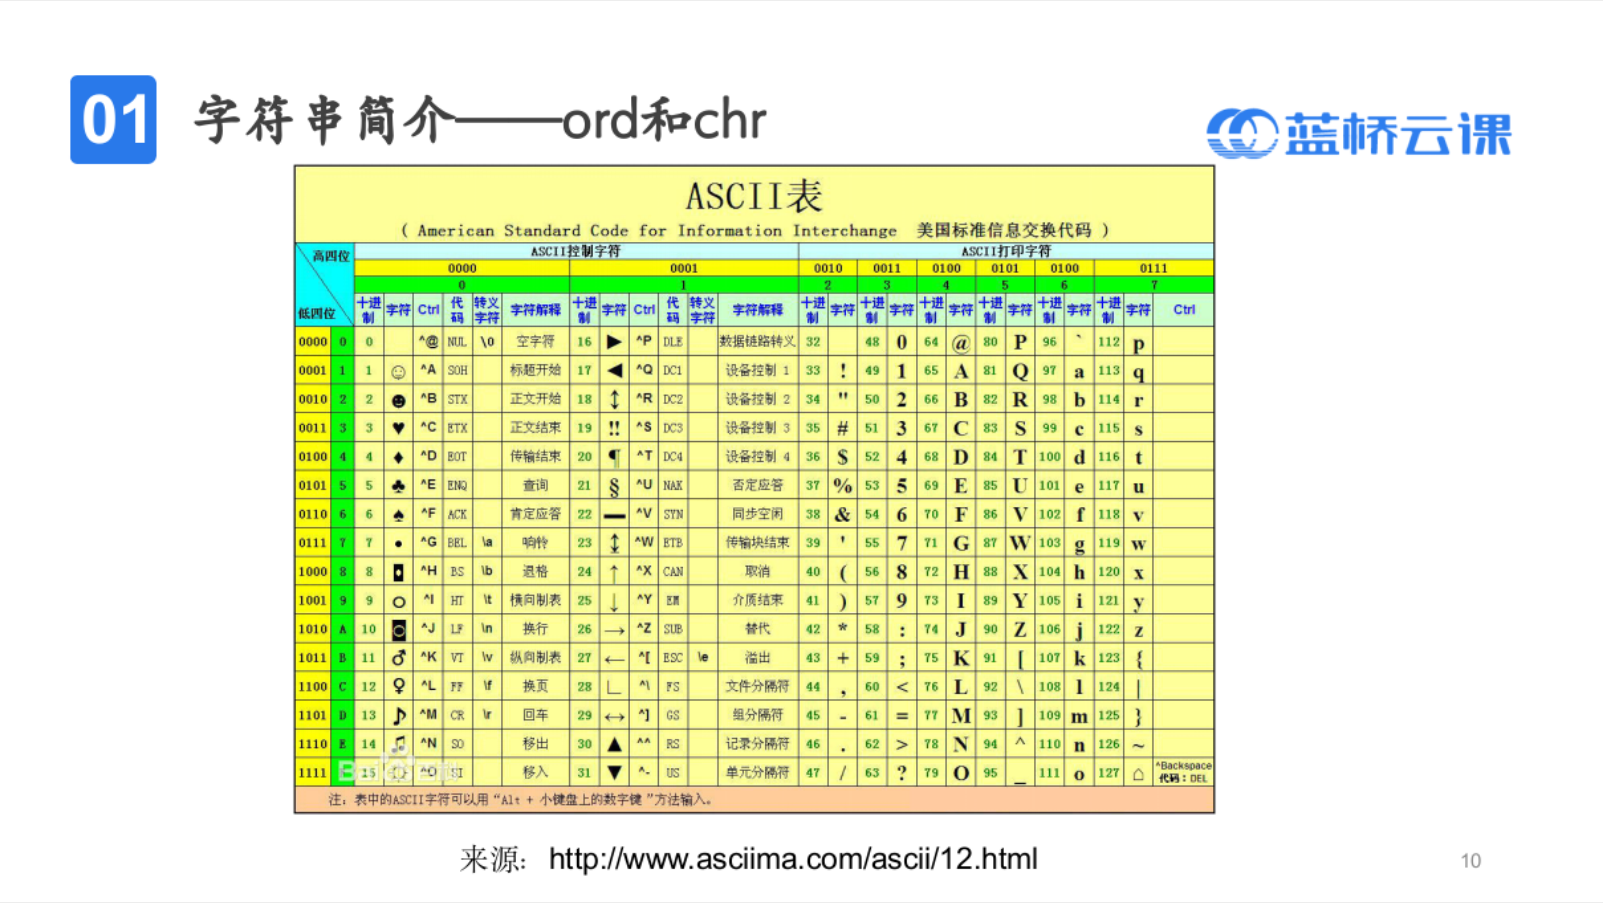 01 字符串简介——ord和chr
蓝桥云课
ASCII表
( American Standard Code for Information Interchange 美国标准信息交换代码 )
高四位 ASCII控制字符 ASCII打印字符
0000 0001 0010 0011 0100 0101 0100 0111
0 1 2 3 4 5 6 7
低四位 十进制 字符 Ctrl 代码 转义字符 字符解释 十进制 字符 Ctrl 代码 转义字符 字符解释 十进制 字符 十进制 字符 十进制 字符 十进制 字符 十进制 字符 十进制 字符 Ctrl
0000 0 0 ^@ NUL \0 空字符 16 ► ^P DLE 数据链路转义 32 48 0 64 @ 80 P 96 ` 112 p
0001 1 1 ☺ ^A SOH 标题开始 17 ◄ ^Q DC1 设备控制 1 33 ! 49 1 65 A 81 Q 97 a 113 q
0010 2 2 ☻ ^B STX 正文开始 18 ↕ ^R DC2 设备控制 2 34 " 50 2 66 B 82 R 98 b 114 r
0011 3 3 ♥ ^C ETX 正文结束 19 ‼ ^S DC3 设备控制 3 35 # 51 3 67 C 83 S 99 c 115 s
0100 4 4 ♦ ^D EOT 传输结束 20 ¶ ^T DC4 设备控制 4 36 $ 52 4 68 D 84 T 100 d 116 t
0101 5 5 ♣ ^E ENQ 查询 21 § ^U NAK 否定应答 37 % 53 5 69 E 85 U 101 e 117 u
0110 6 6 ♠ ^F ACK 肯定应答 22 ▬ ^V SYN 同步空闲 38 & 54 6 70 F 86 V 102 f 118 v
0111 7 7 • ^G BEL \a 响铃 23 ↨ ^W ETB 传输块结束 39 ' 55 7 71 G 87 W 103 g 119 w
1000 8 8 ◘ ^H BS \b 退格 24 ↑ ^X CAN 取消 40 ( 56 8 72 H 88 X 104 h 120 x
1001 9 9 ○ ^I HT \t 横向制表 25 ↓ ^Y EM 介质结束 41 ) 57 9 73 I 89 Y 105 i 121 y
1010 A 10 ◙ ^J LF \n 换行 26 → ^Z SUB 替代 42 * 58 : 74 J 90 Z 106 j 122 z
1011 B 11 ♂ ^K VT \v 纵向制表 27 ← ^[ ESC \e 溢出 43 + 59 ; 75 K 91 [ 107 k 123 {
1100 C 12 ♀ ^L FF \f 换页 28 ∟ ^\ FS 文件分隔符 44 , 60 < 76 L 92 \ 108 l 124 |
1101 D 13 ♪ ^M CR \r 回车 29 ↔ ^] GS 组分隔符 45 - 61 = 77 M 93 ] 109 m 125 }
1110 E 14 ♫ ^N SO 移出 30 ▲ ^^ RS 记录分隔符 46 . 62 > 78 N 94 ^ 110 n 126 ~
1111 15 ☼ ^O SI 移入 31 ▼ ^- US 单元分隔符 47 / 63 ? 79 O 95 _ 111 o 127 ⌂ ^Backspace 代码：DEL
Baidu百科
注：表中的ASCII字符可以用“Alt + 小键盘上的数字键”方法输入。
来源：http://www.asciima.com/ascii/12.html
10